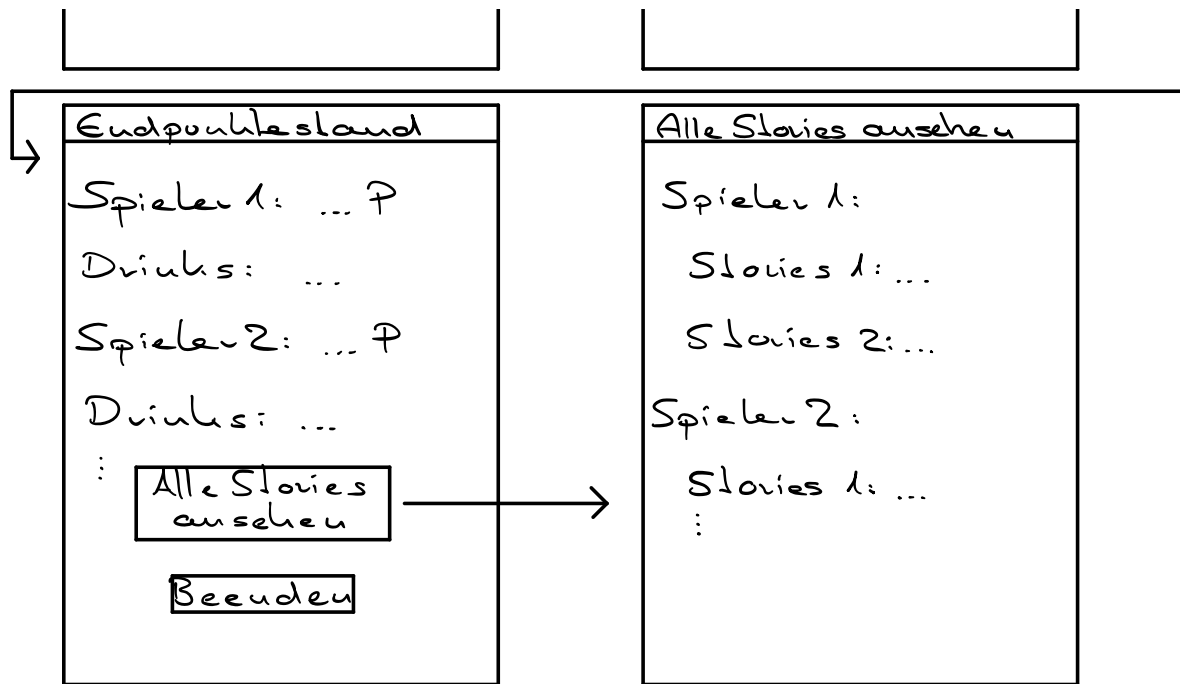 Endpunktestand
Spieler 1: ... P
Drinks: ...
Spieler 2: ... P
Drinks: ...
⋮
Alle Stories
ansehen
Beenden
Alle Stories ansehen
Spieler 1:
Stories 1: ...
Stories 2: ...
Spieler 2:
Stories 1: ...
⋮